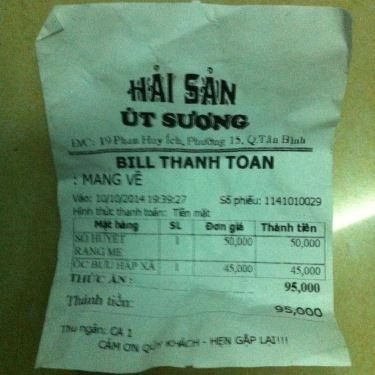 HẢI SẢN
ÚT SƯƠNG
Đ/C: 19 Phan Huy Ích, Phường 15, Q.Tân Bình
BILL THANH TOAN
: MANG VỀ
Vào: 10/10/2014 19:39:27 Số phiếu: 1141010029
Hình thức thanh toán: Tiền mặt
Mặt hàng SL Đơn giá Thành tiền
SÒ HUYẾT 1 50,000 50,000
RANG ME
ỐC BƯU HẤP XẢ 1 45,000 45,000
THỨC ĂN : 95,000
Thành tiền: 95,000
Thu ngân: CA 1
CẢM ƠN QUÝ KHÁCH - HẸN GẶP LẠI!!!